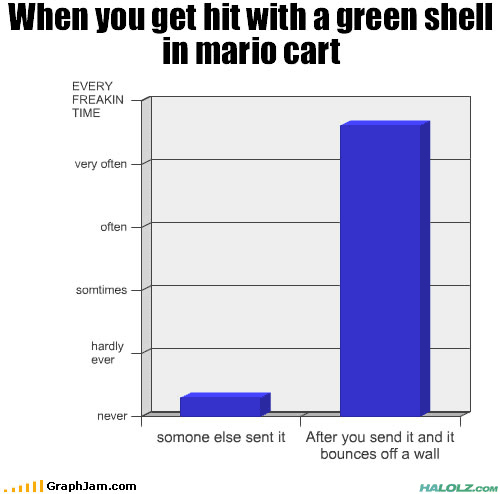 When you get hit with a green shell
in mario cart
EVERY
FREAKIN
TIME
very often
often
somtimes
hardly
ever
never
somone else sent it
After you send it and it
bounces off a wall
GraphJam.com
HALOLZ.COM